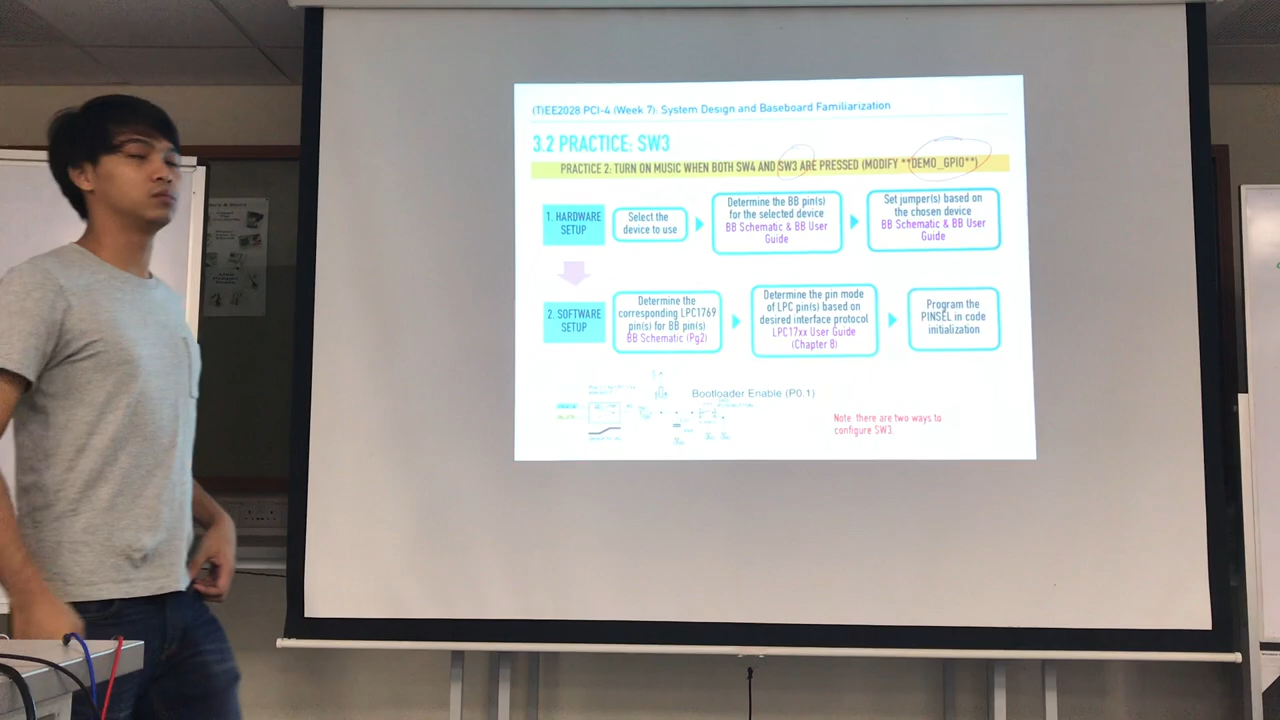 (T)EE2028 PCI-4 (Week 7): System Design and Baseboard Familiarization
3.2 PRACTICE: SW3
PRACTICE 2: TURN ON MUSIC WHEN BOTH SW4 AND SW3 ARE PRESSED (MODIFY **DEMO_GPIO**)
1. HARDWARE
SETUP
Select the
device to use
Determine the BB pin(s)
for the selected device
BB Schematic & BB User
Guide
Set jumper(s) based on
the chosen device
BB Schematic & BB User
Guide
2. SOFTWARE
SETUP
Determine the
corresponding LPC1769
pin(s) for BB pin(s)
BB Schematic (Pg2)
Determine the pin mode
of LPC pin(s) based on
desired interface protocol
LPC17xx User Guide
(Chapter 8)
Program the
PINSEL in code
initialization
Bootloader Enable (P0.1)
Note: there are two ways to
configure SW3.